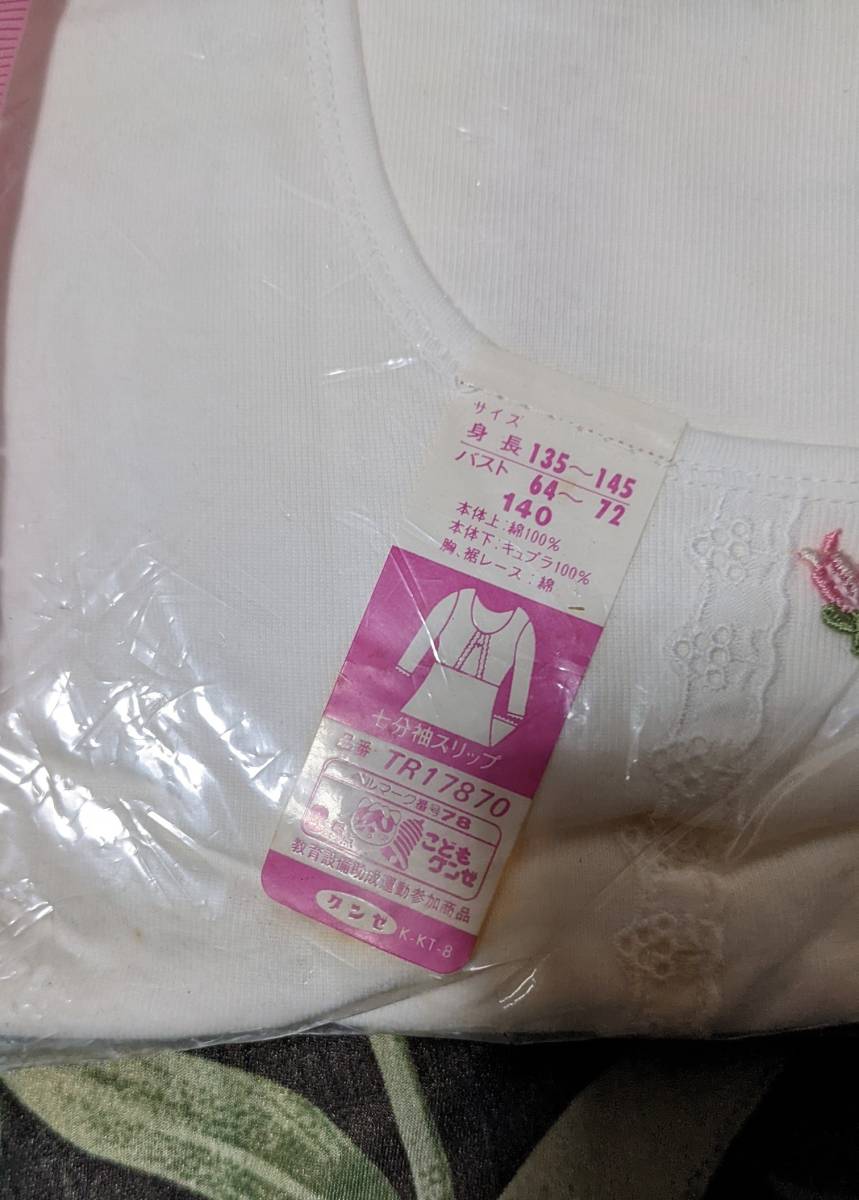 サイズ
身長 135〜145
バスト 64〜72
140
本体上:綿100%
本体下:キュプラ100%
胸、裾レース:綿
七分袖スリップ
品番 TR17870
ベルマーク番号78
こども
グンゼ
教育設備助成運動参加商品
グンゼ K-KT-8